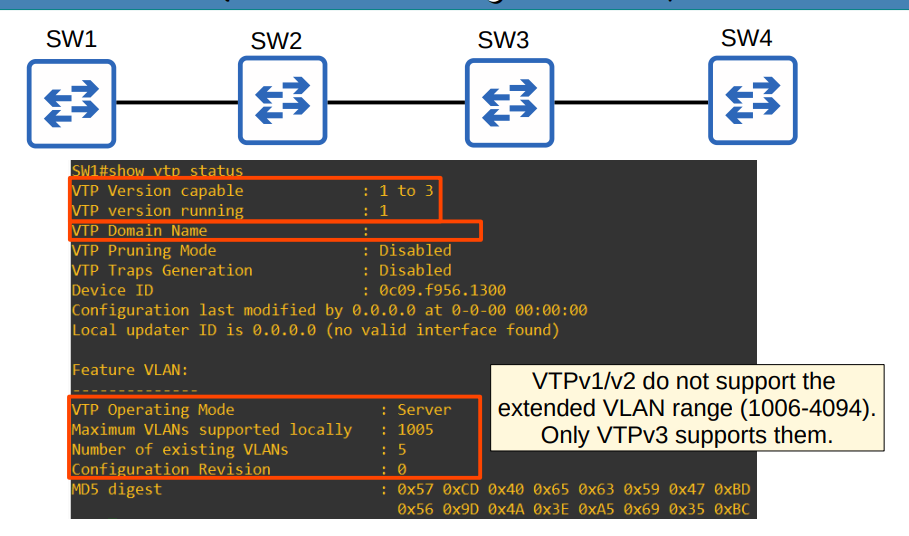 SW1
SW2
SW3
SW4
SW1#show vtp status
VTP Version capable : 1 to 3
VTP version running : 1
VTP Domain Name :
VTP Pruning Mode : Disabled
VTP Traps Generation : Disabled
Device ID : 0c09.f956.1300
Configuration last modified by 0.0.0.0 at 0-0-00 00:00:00
Local updater ID is 0.0.0.0 (no valid interface found)
Feature VLAN:
--------------
VTP Operating Mode : Server
Maximum VLANs supported locally : 1005
Number of existing VLANs : 5
Configuration Revision : 0
MD5 digest : 0x57 0xCD 0x40 0x65 0x63 0x59 0x47 0xBD
0x56 0x9D 0x4A 0x3E 0xA5 0x69 0x35 0xBC
VTPv1/v2 do not support the
extended VLAN range (1006-4094).
Only VTPv3 supports them.